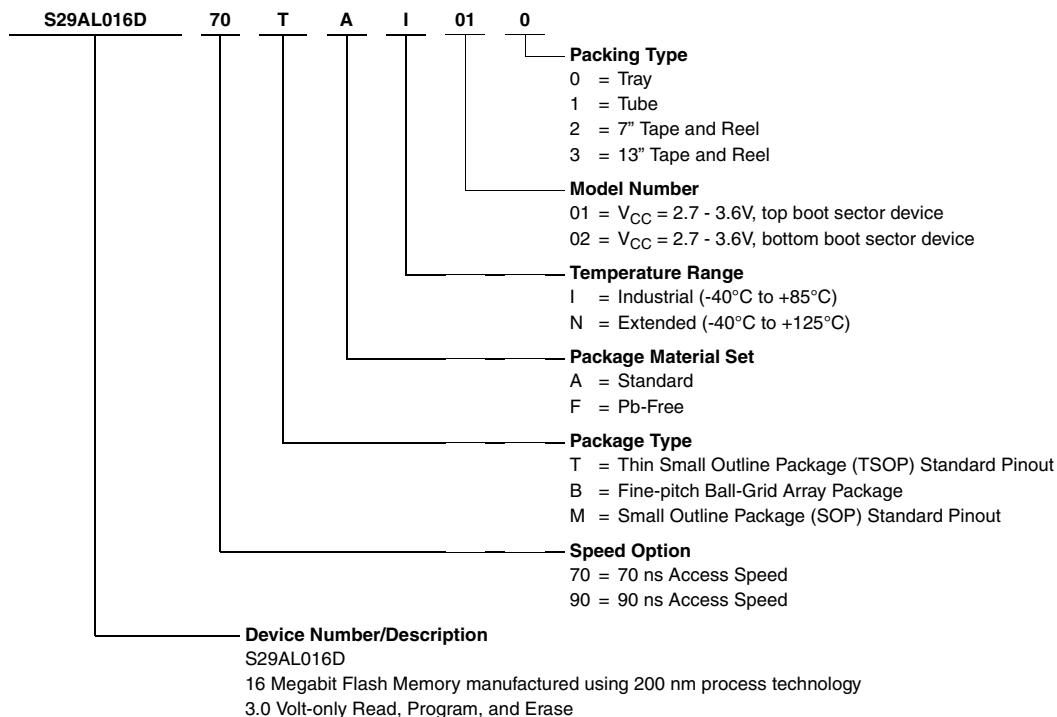 S29AL016D 70 T A I 01 0
Packing Type
0 = Tray
1 = Tube
2 = 7” Tape and Reel
3 = 13” Tape and Reel
Model Number
01 = VCC = 2.7 - 3.6V, top boot sector device
02 = VCC = 2.7 - 3.6V, bottom boot sector device
Temperature Range
I = Industrial (-40°C to +85°C)
N = Extended (-40°C to +125°C)
Package Material Set
A = Standard
F = Pb-Free
Package Type
T = Thin Small Outline Package (TSOP) Standard Pinout
B = Fine-pitch Ball-Grid Array Package
M = Small Outline Package (SOP) Standard Pinout
Speed Option
70 = 70 ns Access Speed
90 = 90 ns Access Speed
Device Number/Description
S29AL016D
16 Megabit Flash Memory manufactured using 200 nm process technology
3.0 Volt-only Read, Program, and Erase